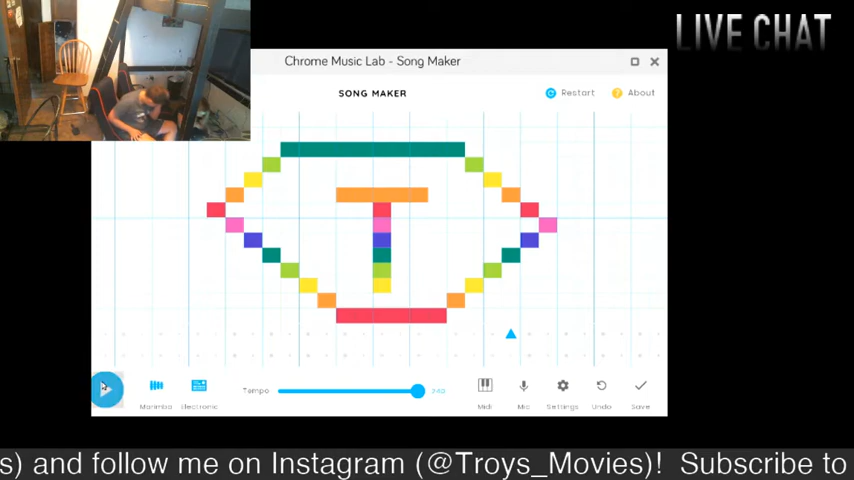 LIVE CHAT
Chrome Music Lab - Song Maker
SONG MAKER
Restart
About
Tempo
240
Marimba
Electronic
Midi
Mic
Settings
Undo
Save
s) and follow me on Instagram (@Troys_Movies)! Subscribe to